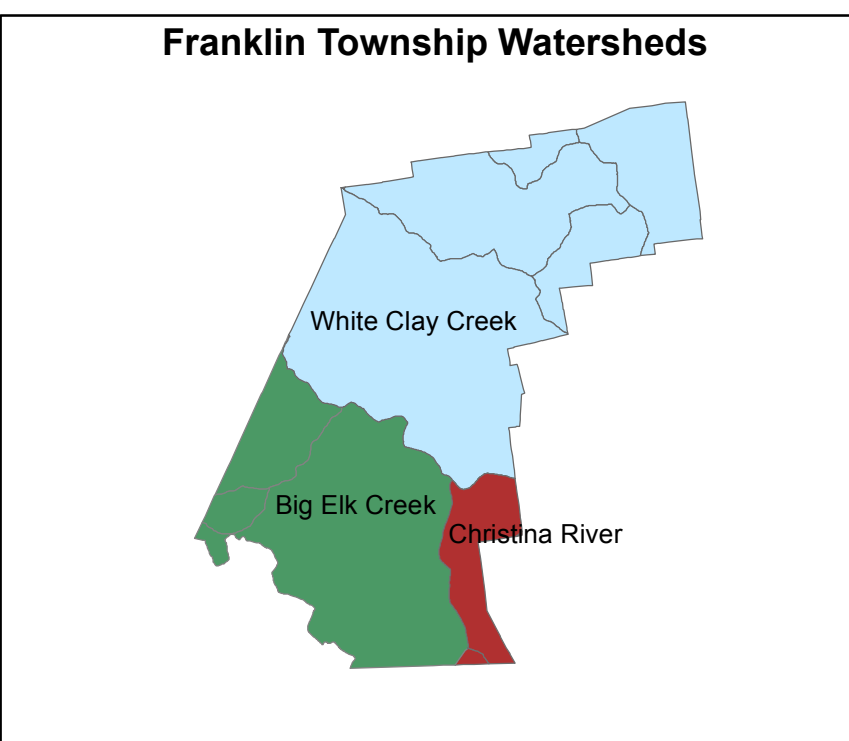 Franklin Township Watersheds
White Clay Creek
Big Elk Creek
Christina River